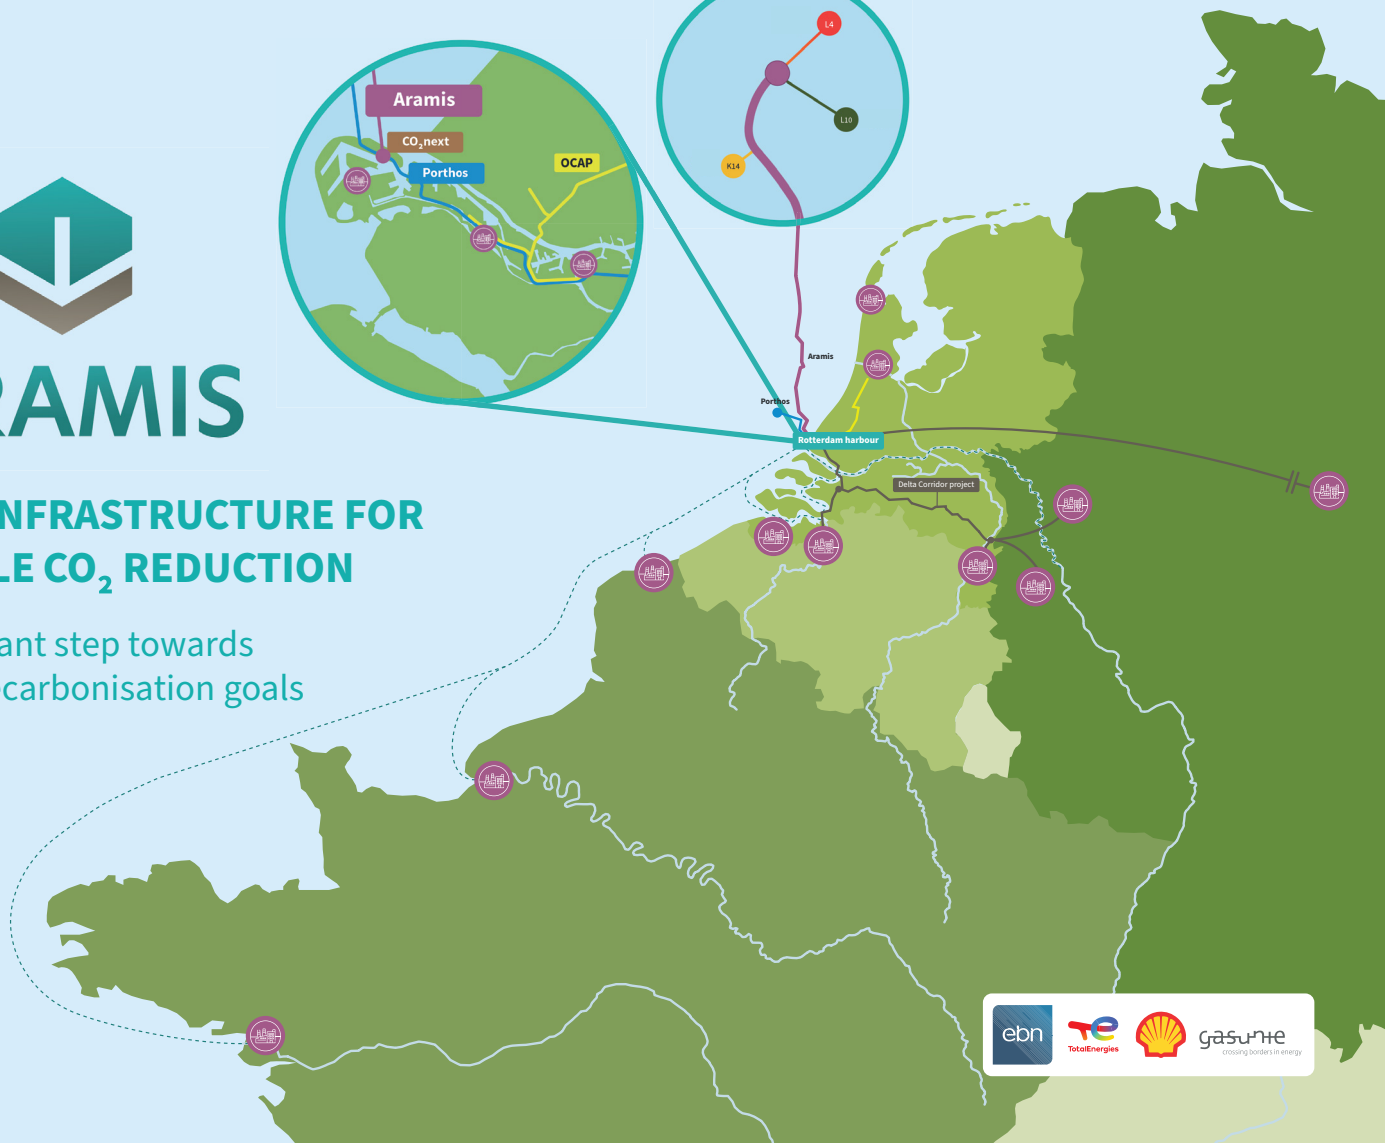 L4
L10
K14
Aramis
CO₂next
Porthos
OCAP
RAMIS
NFRASTRUCTURE FOR
LE CO₂ REDUCTION
ant step towards
ecarbonisation goals
Aramis
Porthos
Rotterdam harbour
Delta Corridor project
ebn
TotalEnergies
gasunie
crossing borders in energy